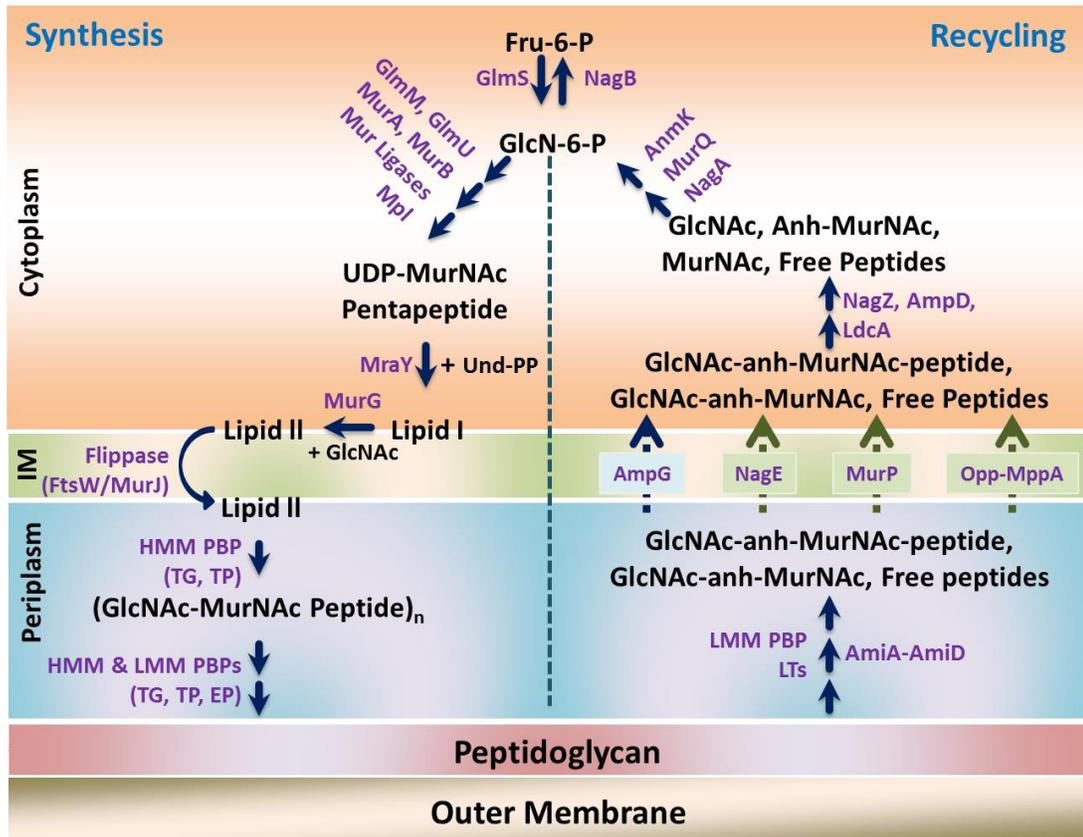 Synthesis
Recycling
Fru-6-P
GlmS
NagB
GlcN-6-P
GlmM, GlmU
MurA, MurB
Mur Ligases
Mpl
AnmK
MurQ
NagA
GlcNAc, Anh-MurNAc,
MurNAc, Free Peptides
UDP-MurNAc
Pentapeptide
NagZ, AmpD,
LdcA
MraY
+ Und-PP
GlcNAc-anh-MurNAc-peptide,
GlcNAc-anh-MurNAc, Free Peptides
MurG
Lipid II
Lipid I
+ GlcNAc
Cytoplasm
IM
Flippase
(FtsW/MurJ)
AmpG
NagE
MurP
Opp-MppA
Lipid II
Periplasm
HMM PBP
(TG, TP)
(GlcNAc-MurNAc Peptide)n
HMM & LMM PBPs
(TG, TP, EP)
GlcNAc-anh-MurNAc-peptide,
GlcNAc-anh-MurNAc, Free peptides
LMM PBP
LTs
AmiA-AmiD
Peptidoglycan
Outer Membrane